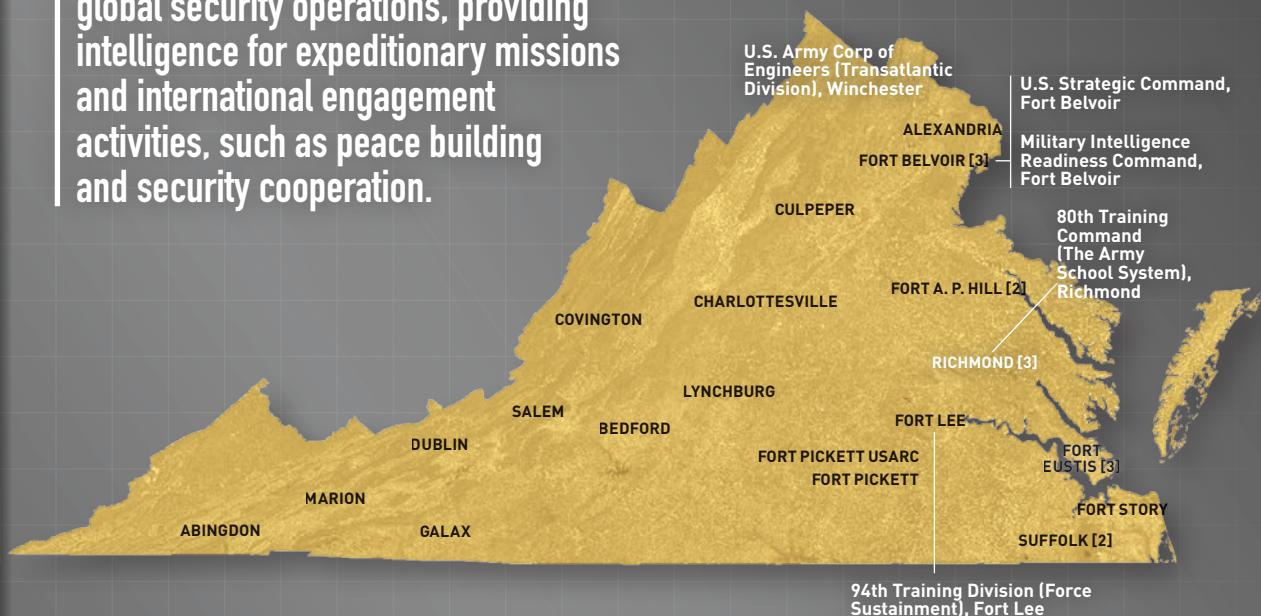 global security operations, providing
intelligence for expeditionary missions
and international engagement
activities, such as peace building
and security cooperation.
U.S. Army Corp of
Engineers (Transatlantic
Division), Winchester
U.S. Strategic Command,
Fort Belvoir
Military Intelligence
Readiness Command,
Fort Belvoir
80th Training
Command
(The Army
School System),
Richmond
ALEXANDRIA
FORT BELVOIR [3]
CULPEPER
FORT A. P. HILL [2]
CHARLOTTESVILLE
COVINGTON
RICHMOND [3]
LYNCHBURG
SALEM
FORT LEE
BEDFORD
DUBLIN
FORT PICKETT USARC
FORT
EUSTIS [3]
FORT PICKETT
MARION
FORT STORY
ABINGDON
GALAX
SUFFOLK [2]
94th Training Division (Force
Sustainment), Fort Lee